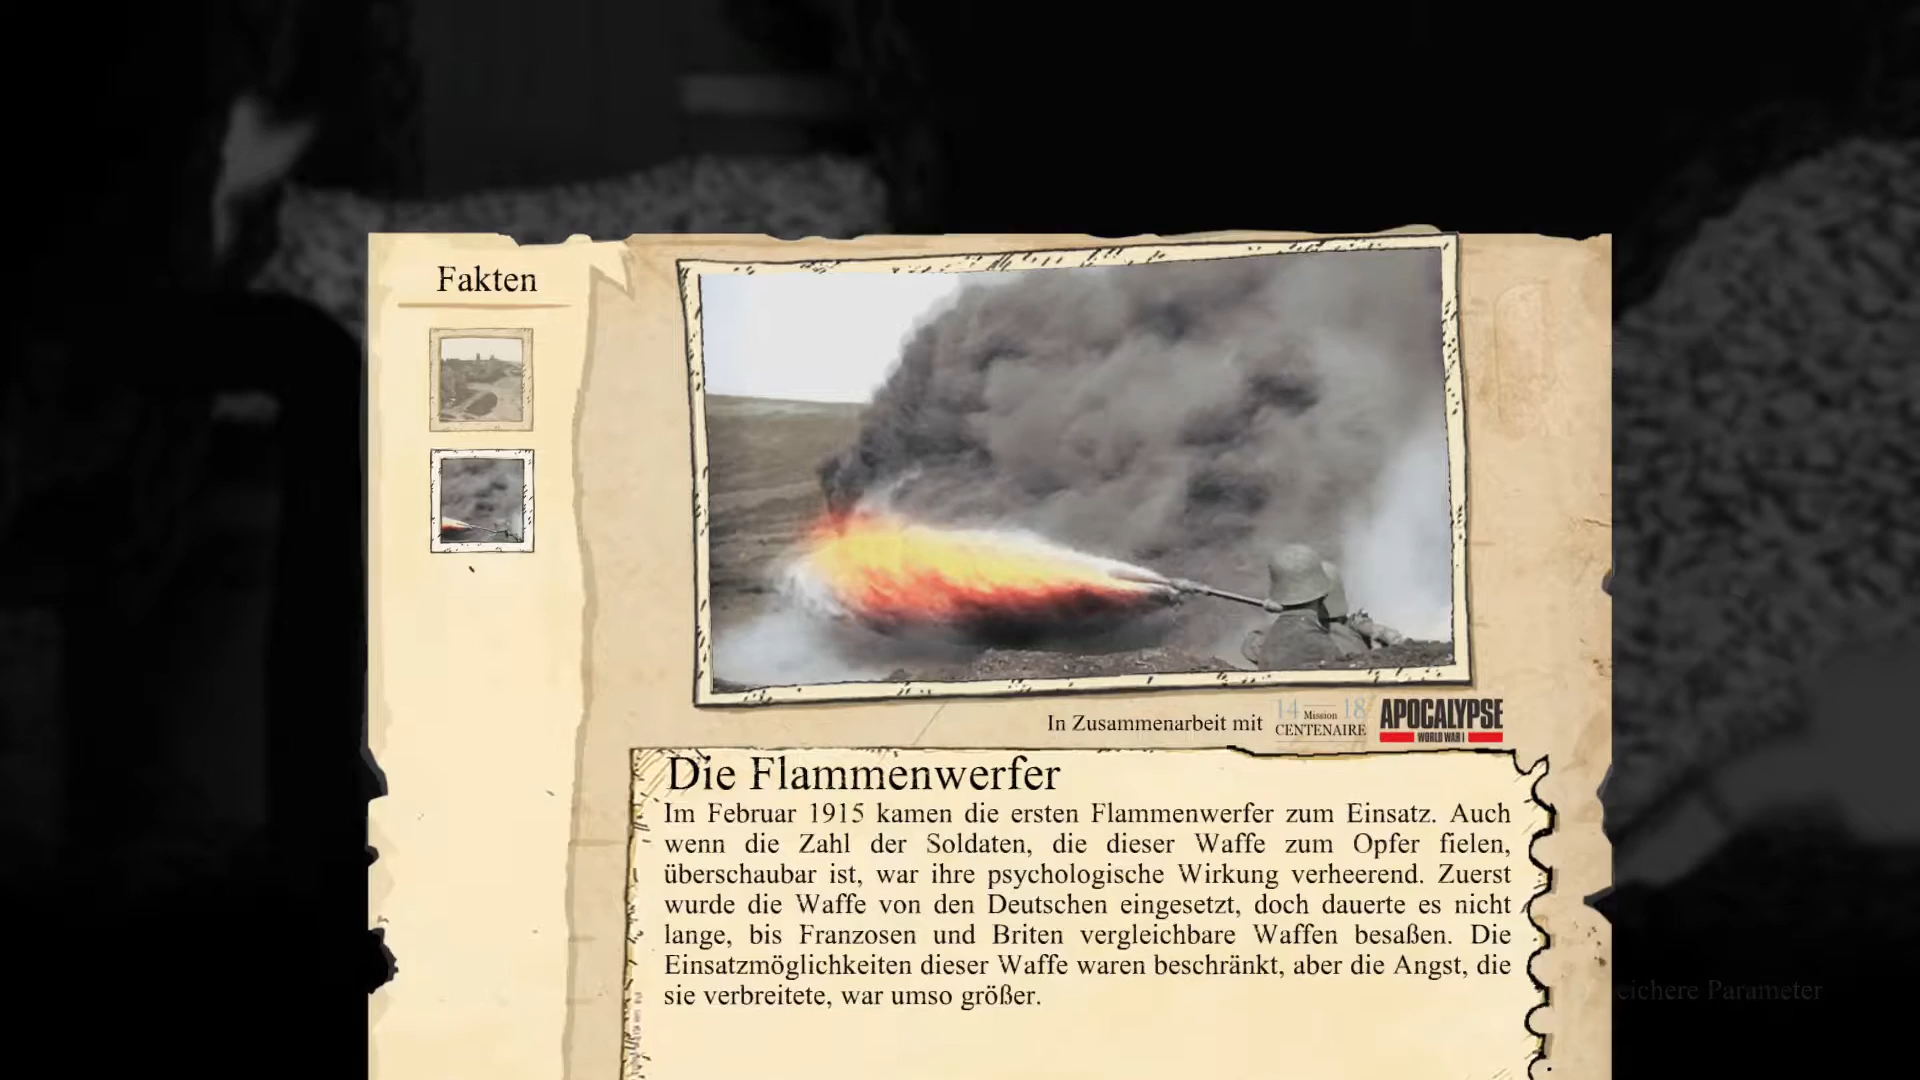 Fakten
In Zusammenarbeit mit
14 Mission 18
CENTENAIRE
APOCALYPSE
WORLD WAR I
Die Flammenwerfer
Im Februar 1915 kamen die ersten Flammenwerfer zum Einsatz. Auch
wenn die Zahl der Soldaten, die dieser Waffe zum Opfer fielen,
überschaubar ist, war ihre psychologische Wirkung verheerend. Zuerst
wurde die Waffe von den Deutschen eingesetzt, doch dauerte es nicht
lange, bis Franzosen und Briten vergleichbare Waffen besaßen. Die
Einsatzmöglichkeiten dieser Waffe waren beschränkt, aber die Angst, die
sie verbreitete, war umso größer.
eichere Parameter